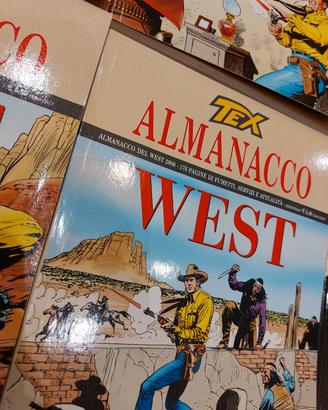 CO
TEX
ALMANACCO
ALMANACCO DEL WEST 2006 · 176 PAGINE DI FUMETTI, SERVIZI E ATTUALITÀ
WEST